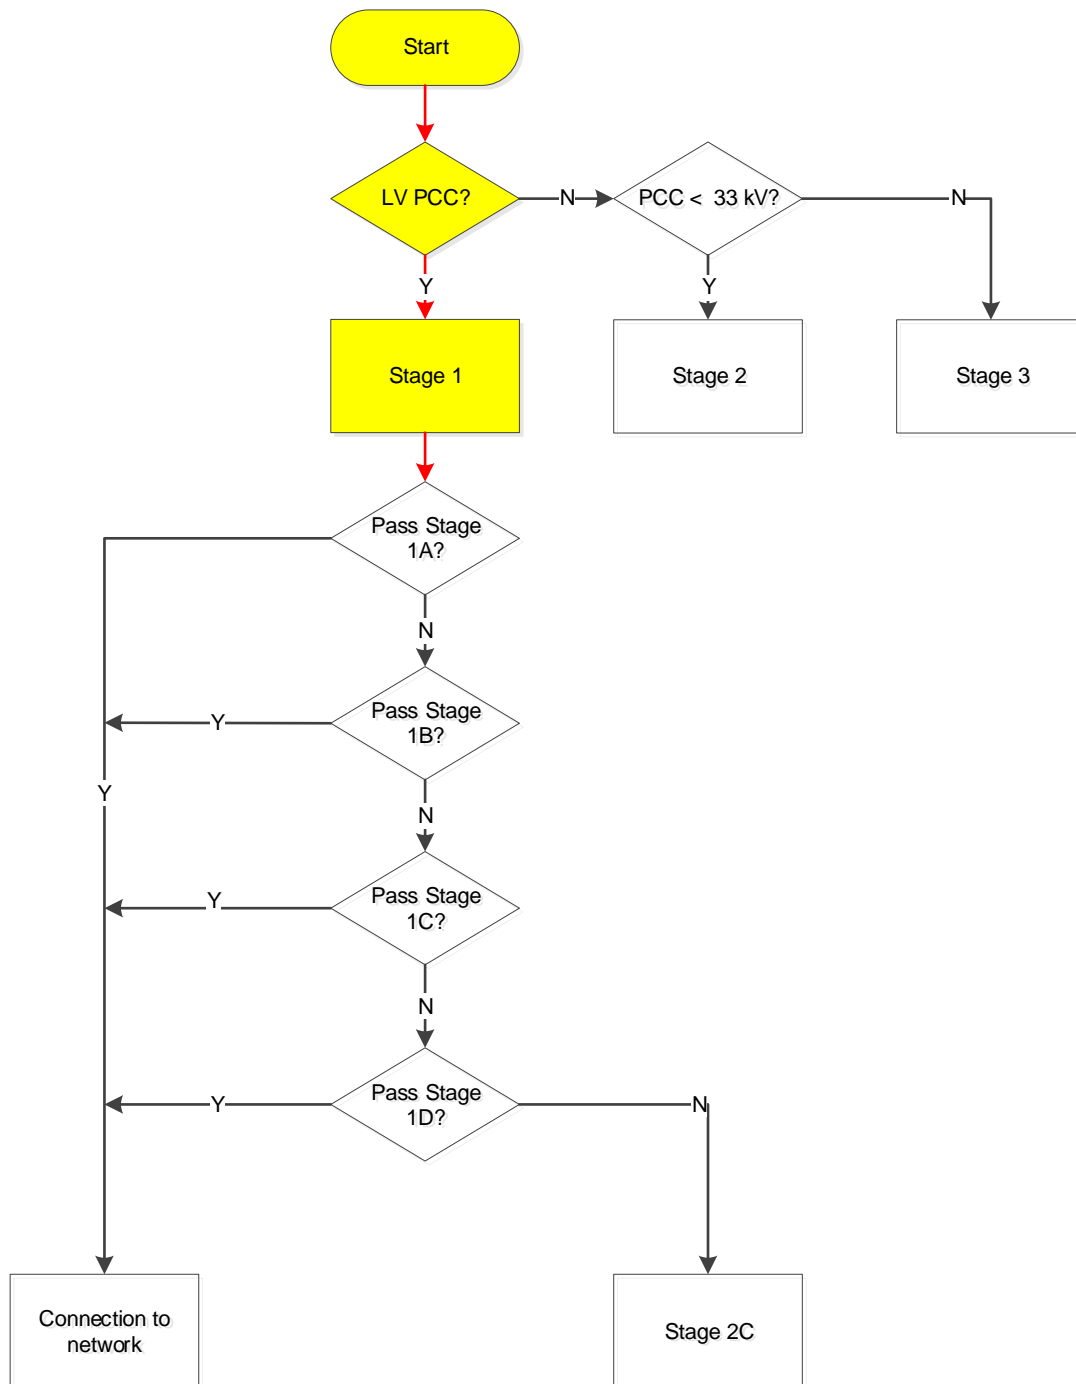 Start
LV PCC?
N
PCC < 33 kV?
N
Y
Y
Stage 1
Stage 2
Stage 3
Pass Stage
1A?
N
Pass Stage
1B?
Y
Y
N
Pass Stage
1C?
Y
N
Pass Stage
1D?
Y
N
Connection to
network
Stage 2C